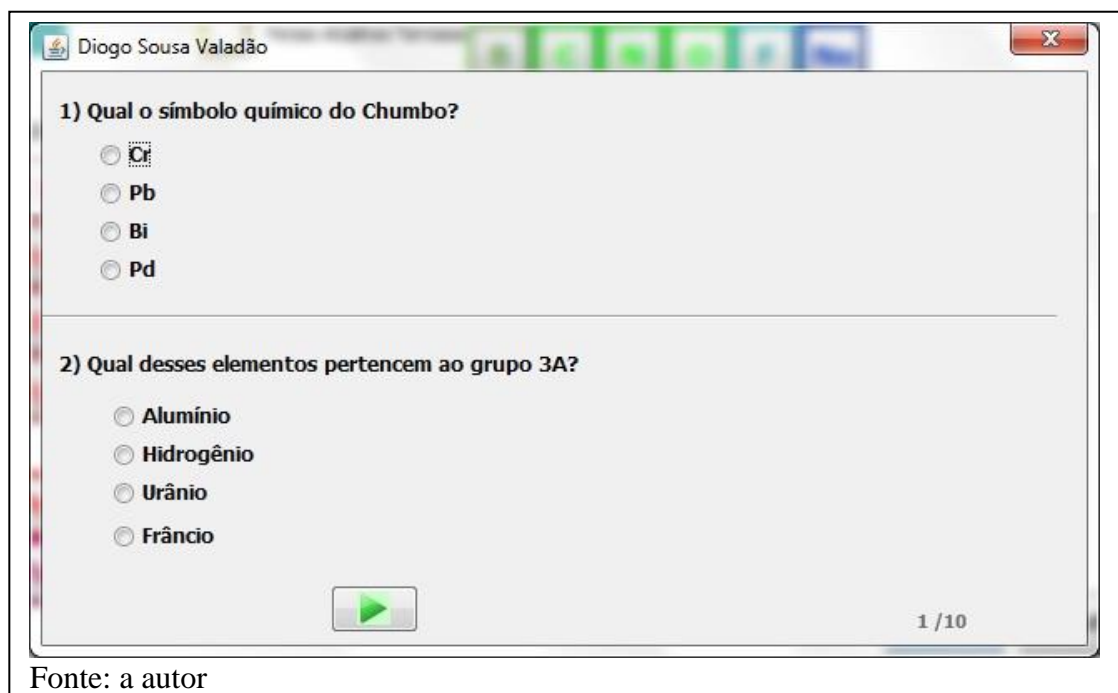 Diogo Sousa Valadão
1) Qual o símbolo químico do Chumbo?
Cr
Pb
Bi
Pd
2) Qual desses elementos pertencem ao grupo 3A?
Alumínio
Hidrogênio
Urânio
Frâncio
1 /10
Fonte: a autor